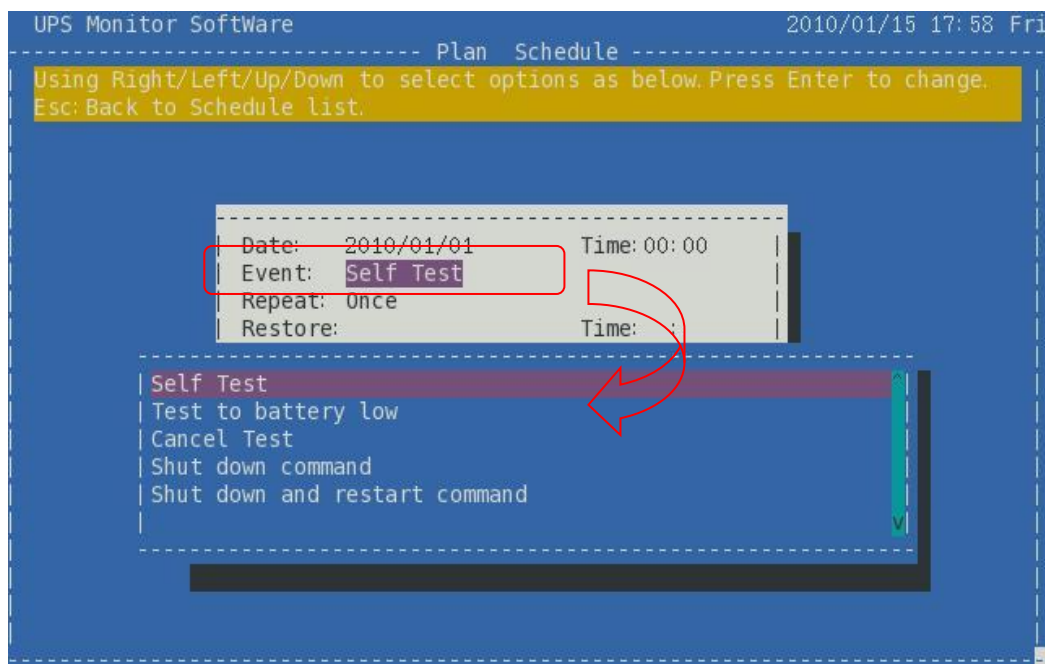 UPS Monitor SoftWare 2010/01/15 17:58 Fri
Plan Schedule
Using Right/Left/Up/Down to select options as below. Press Enter to change.
Esc: Back to Schedule list.
Date: 2010/01/01 Time: 00:00
Event: Self Test
Repeat: Once
Restore: Time: :
Self Test
Test to battery low
Cancel Test
Shut down command
Shut down and restart command